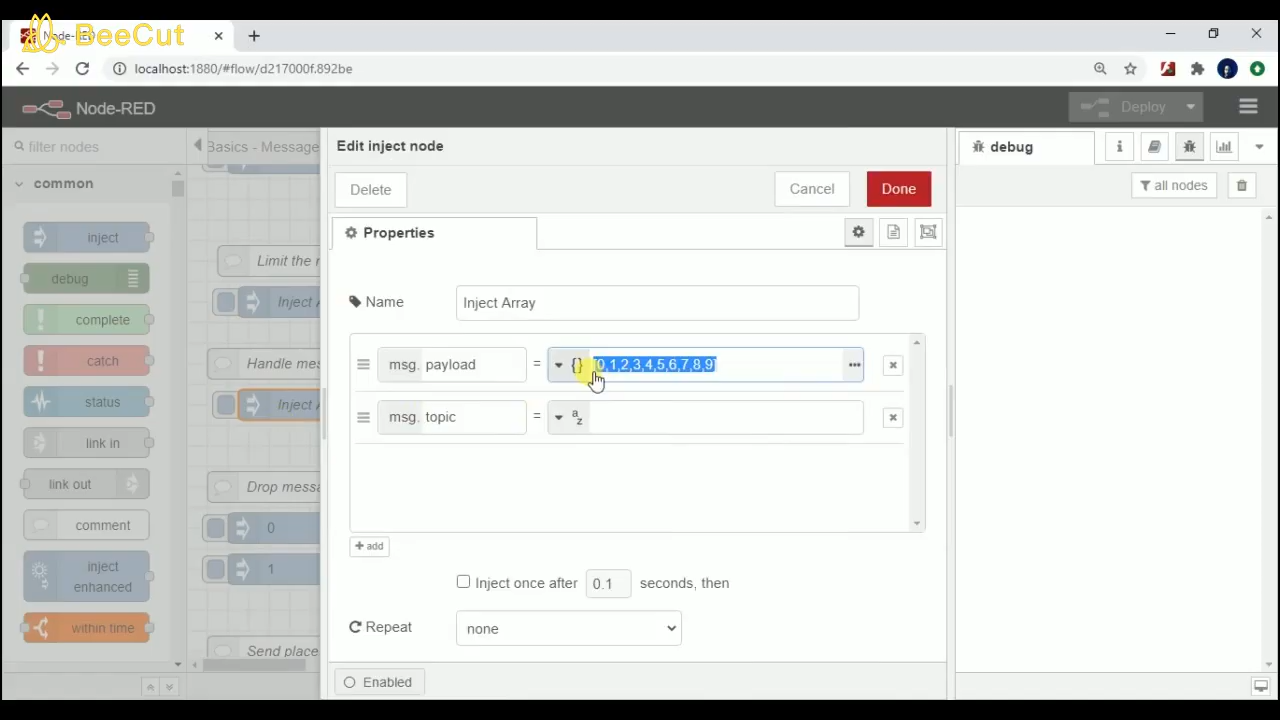 BeeCut
localhost:1880/#flow/d217000f.892be
Node-RED
Deploy
filter nodes
Basics - Message
Edit inject node
debug
common
Delete
Cancel
Done
all nodes
Properties
inject
Limit the
debug
Inject
Name
Inject Array
complete
Handle mess
msg. payload
=
{}
[0,1,2,3,4,5,6,7,8,9]
catch
status
Inject
msg. topic
=
az
link in
link out
Drop mess
comment
0
add
inject
enhanced
1
Inject once after
0.1
seconds, then
within time
Repeat
none
Send place
Enabled